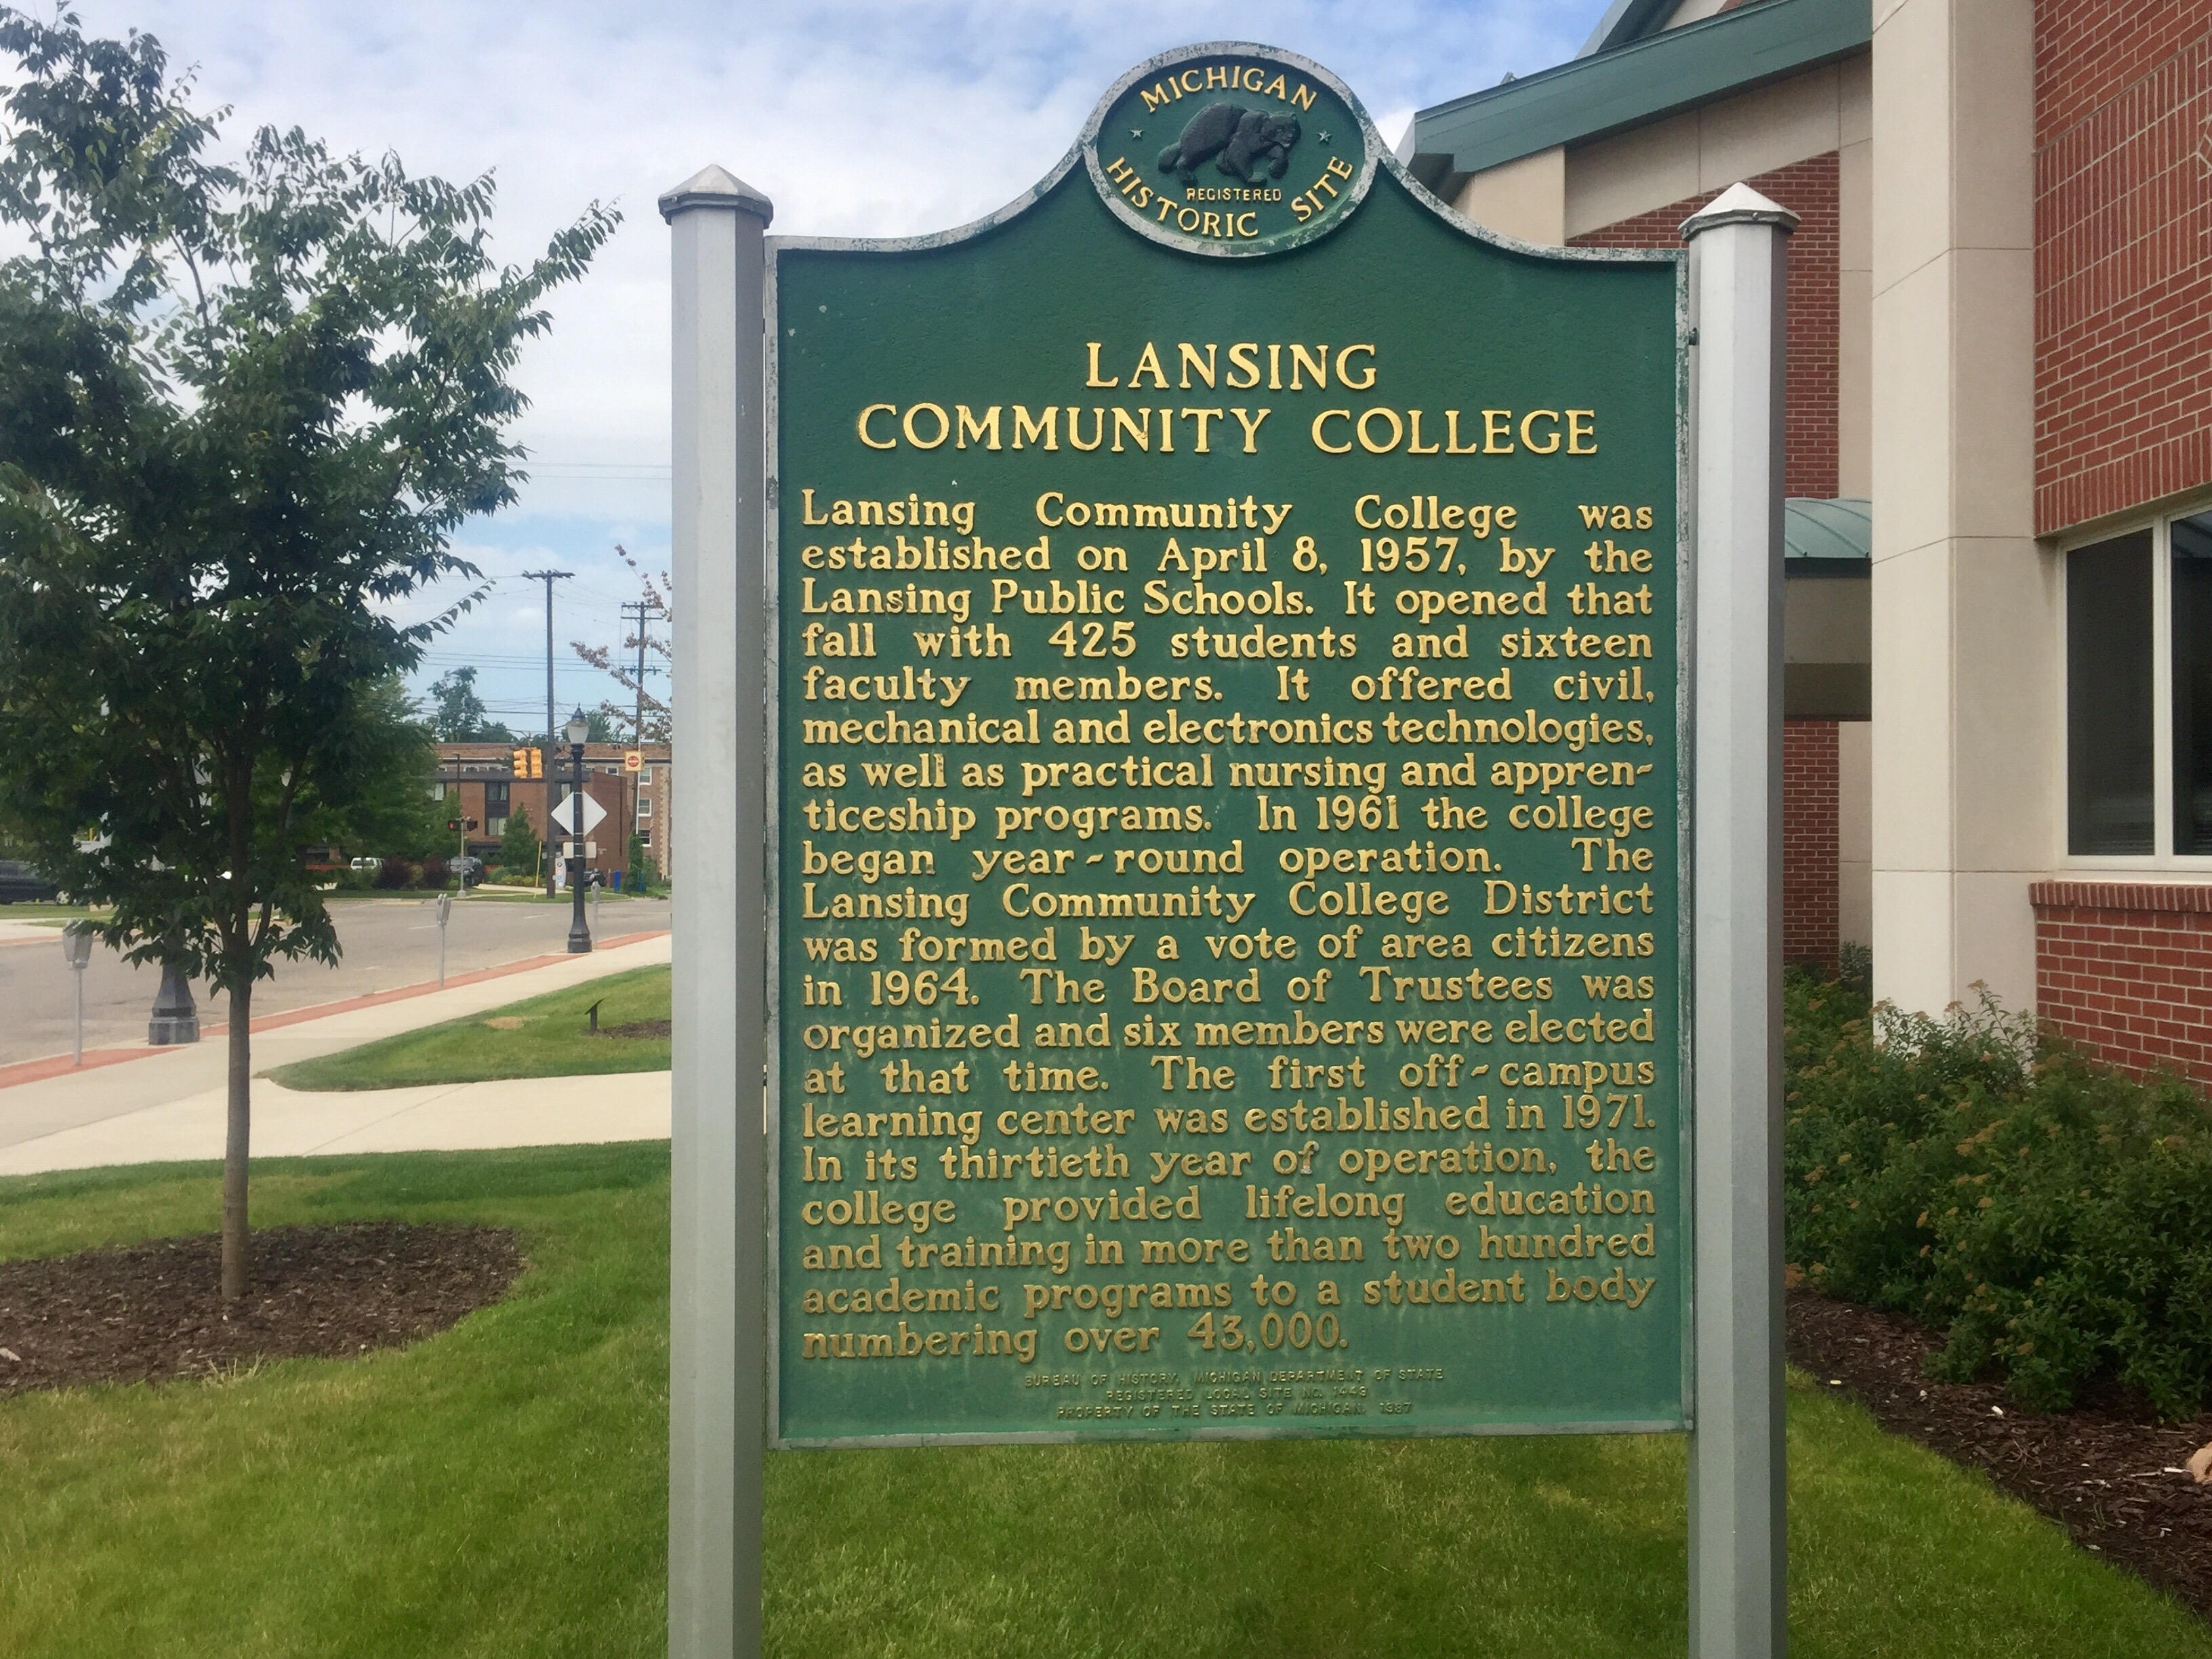 MICHIGAN
REGISTERED
HISTORIC SITE
LANSING
COMMUNITY COLLEGE
Lansing Community College was
established on April 8, 1957, by the
Lansing Public Schools. It opened that
fall with 425 students and sixteen
faculty members. It offered civil,
mechanical and electronics technologies,
as well as practical nursing and appren-
ticeship programs. In 1961 the college
began year-round operation. The
Lansing Community College District
was formed by a vote of area citizens
in 1964. The Board of Trustees was
organized and six members were elected
at that time. The first off-campus
learning center was established in 1971.
In its thirtieth year of operation, the
college provided lifelong education
and training in more than two hundred
academic programs to a student body
numbering over 43,000.
BUREAU OF HISTORY, MICHIGAN DEPARTMENT OF STATE
REGISTERED LOCAL SITE NO. 1443
PROPERTY OF THE STATE OF MICHIGAN, 1987